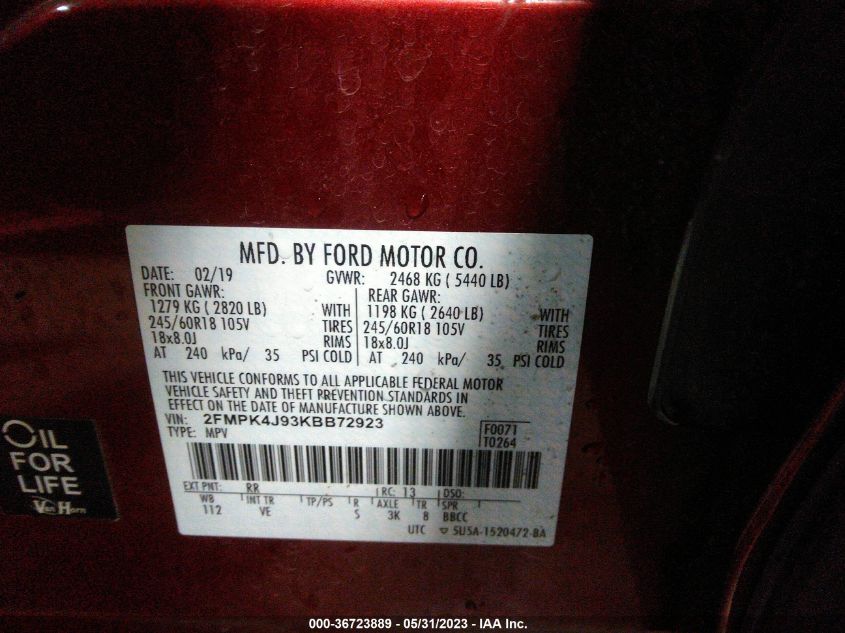 MFD. BY FORD MOTOR CO.
DATE: 02/19 GVWR: 2468 KG ( 5440 LB)
FRONT GAWR: REAR GAWR:
1279 KG ( 2820 LB) WITH 1198 KG ( 2640 LB) WITH
245/60R18 105V TIRES 245/60R18 105V TIRES
18x8.0J RIMS 18x8.0J RIMS
AT 240 kPa/ 35 PSI COLD AT 240 kPa/ 35 PSI COLD
THIS VEHICLE CONFORMS TO ALL APPLICABLE FEDERAL MOTOR
VEHICLE SAFETY AND THEFT PREVENTION STANDARDS IN
EFFECT ON THE DATE OF MANUFACTURE SHOWN ABOVE.
VIN: 2FMPK4J93KBB72923 F0071
TYPE: MPV T0264
EXT PNT: RR RC: 13 DSO:
WB INT TR TP/PS R AXLE TR SPR
112 VE S 3K 8 BBCC
UTC 5U5A-1520472-BA
OIL
FOR
LIFE
Van Horn
000-36723889 - 05/31/2023 - IAA Inc.